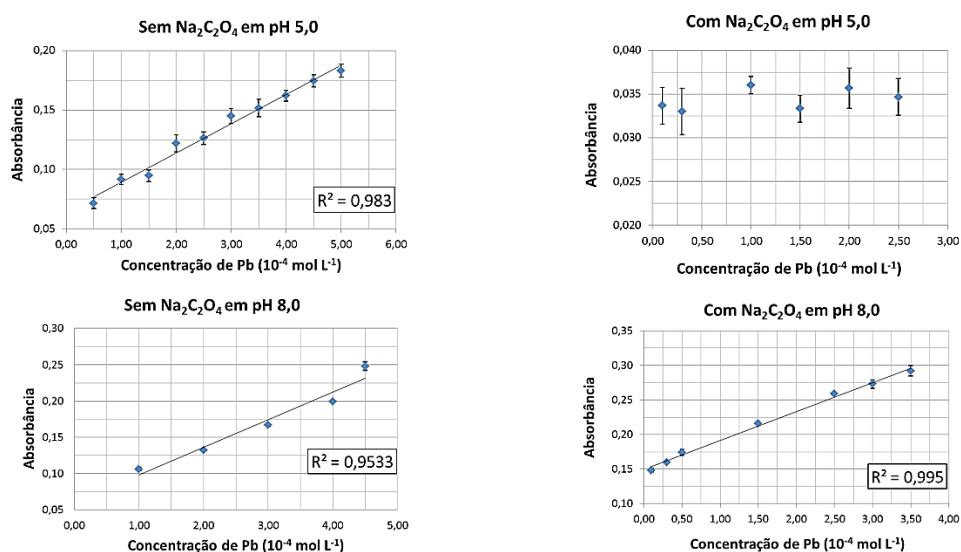 Sem Na₂C₂O₄ em pH 5,0
0,20
0,15
0,10
0,05
Absorbância
R² = 0,983
0,00 1,00 2,00 3,00 4,00 5,00 6,00
Concentração de Pb (10⁻⁴ mol L⁻¹)
Com Na₂C₂O₄ em pH 5,0
0,040
0,035
0,030
0,025
0,020
Absorbância
0,00 0,50 1,00 1,50 2,00 2,50 3,00
Concentração de Pb (10⁻⁴ mol L⁻¹)
Sem Na₂C₂O₄ em pH 8,0
0,30
0,25
0,20
0,15
0,10
0,05
Absorbância
R² = 0,9533
0,00 1,00 2,00 3,00 4,00 5,00
Concentração de Pb (10⁻⁴ mol L⁻¹)
Com Na₂C₂O₄ em pH 8,0
0,35
0,30
0,25
0,20
0,15
0,10
Absorbância
R² = 0,995
0,00 0,50 1,00 1,50 2,00 2,50 3,00 3,50 4,00
Concentração de Pb (10⁻⁴ mol L⁻¹)